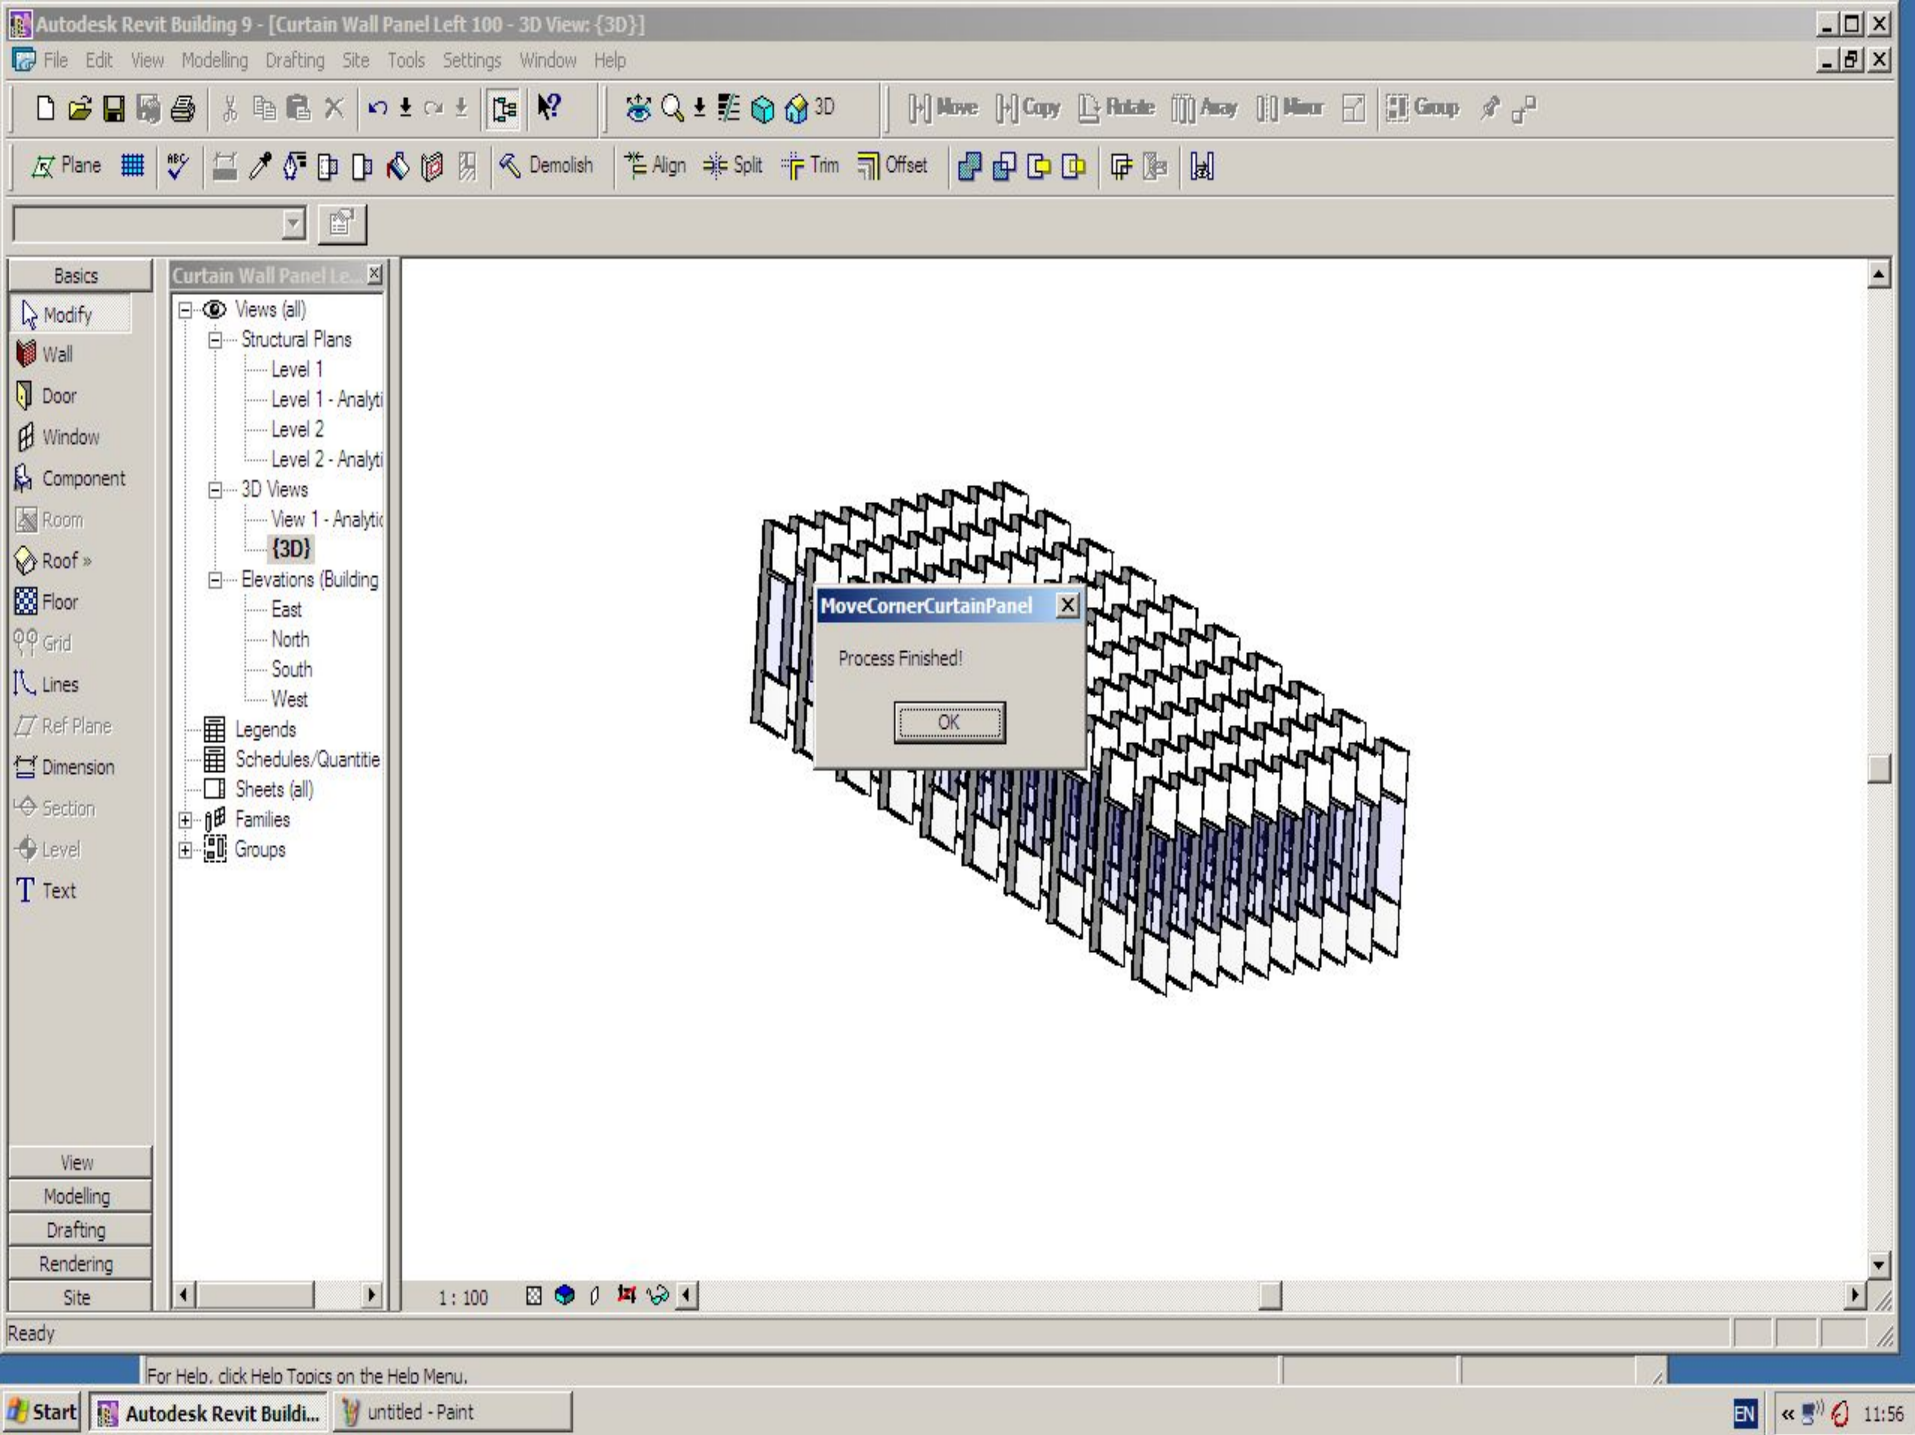 Autodesk Revit Building 9 - [Curtain Wall Panel Left 100 - 3D View: {3D}]
File Edit View Modelling Drafting Site Tools Settings Window Help
3D Move Copy Rotate Array Mirror Group
Plane ABC Demolish Align Split Trim Offset
Basics
Modify
Wall
Door
Window
Component
Room
Roof »
Floor
Grid
Lines
Ref Plane
Dimension
Section
Level
Text
View
Modelling
Drafting
Rendering
Site
Curtain Wall Panel Le...
Views (all)
Structural Plans
Level 1
Level 1 - Analyti
Level 2
Level 2 - Analyti
3D Views
View 1 - Analytic
{3D}
Elevations (Building
East
North
South
West
Legends
Schedules/Quantitie
Sheets (all)
Families
Groups
MoveCornerCurtainPanel
Process Finished!
OK
1 : 100
Ready
For Help, click Help Topics on the Help Menu.
Start Autodesk Revit Buildi... untitled - Paint EN « 11:56